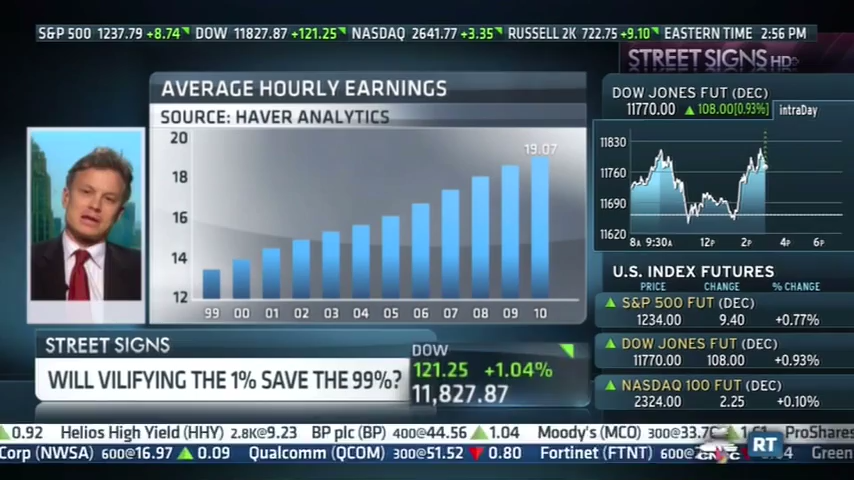 S&P 500 1237.79 +8.74 DOW 11827.87 +121.25 NASDAQ 2641.77 +3.35 RUSSELL 2K 722.75 +9.10 EASTERN TIME 2:56 PM
STREET SIGNS HD
AVERAGE HOURLY EARNINGS
SOURCE: HAVER ANALYTICS
20
18
16
14
12
19.07
99 00 01 02 03 04 05 06 07 08 09 10
DOW JONES FUT (DEC)
11770.00 108.00[0.93%] intraDay
11830
11760
11690
11620
8A 9:30A 12P 2P 4P 6P
U.S. INDEX FUTURES
PRICE CHANGE % CHANGE
S&P 500 FUT (DEC)
1234.00 9.40 +0.77%
DOW JONES FUT (DEC)
11770.00 108.00 +0.93%
NASDAQ 100 FUT (DEC)
2324.00 2.25 +0.10%
STREET SIGNS
WILL VILIFYING THE 1% SAVE THE 99%?
DOW
121.25 +1.04%
11,827.87
0.92 Helios High Yield (HHY) 2.8K@9.23 BP plc (BP) 400@44.56 1.04 Moody's (MCO) 300@33.7 ProShares
Corp (NWSA) 600@16.97 0.09 Qualcomm (QCOM) 300@51.52 0.80 Fortinet (FTNT) 600@ Green
RT